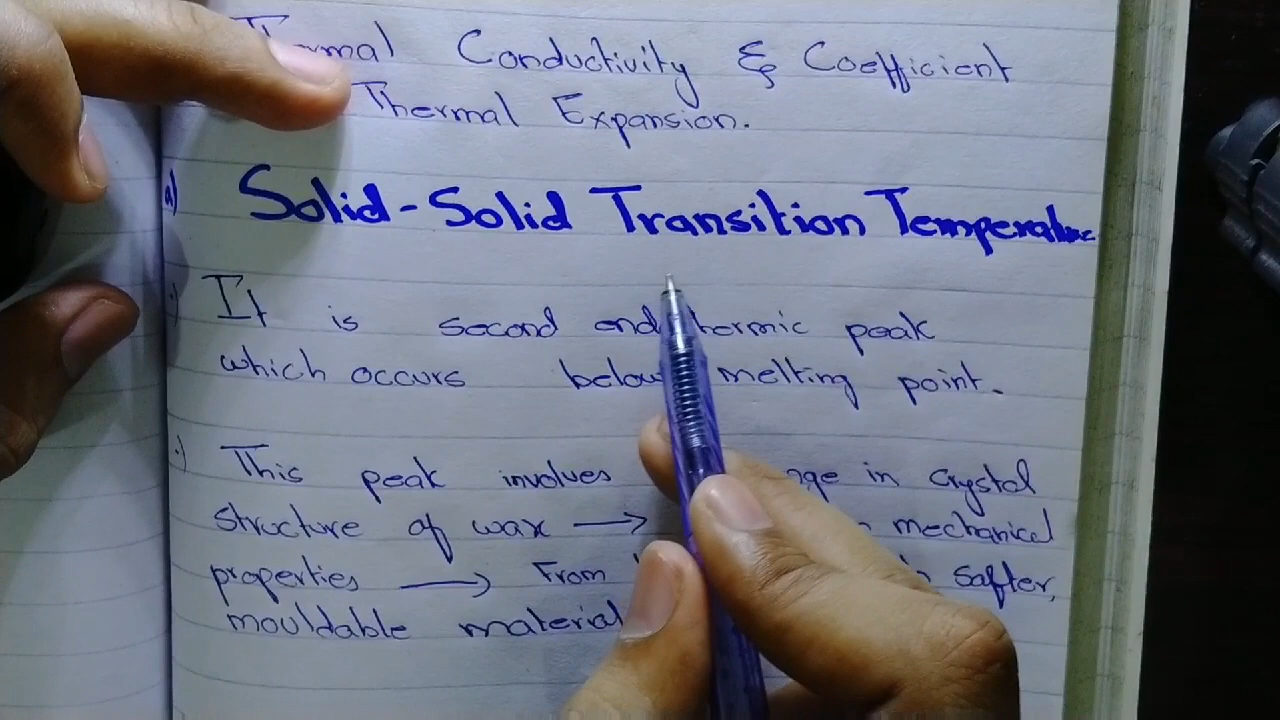 Conductivity & Coefficient
Thermal Expansion.
a) Solid-Solid Transition Temperature
It is second endothermic peak
which occurs below melting point.
This peak involves in crystal
structure of wax → mechanical
properties → From softer,
mouldable material